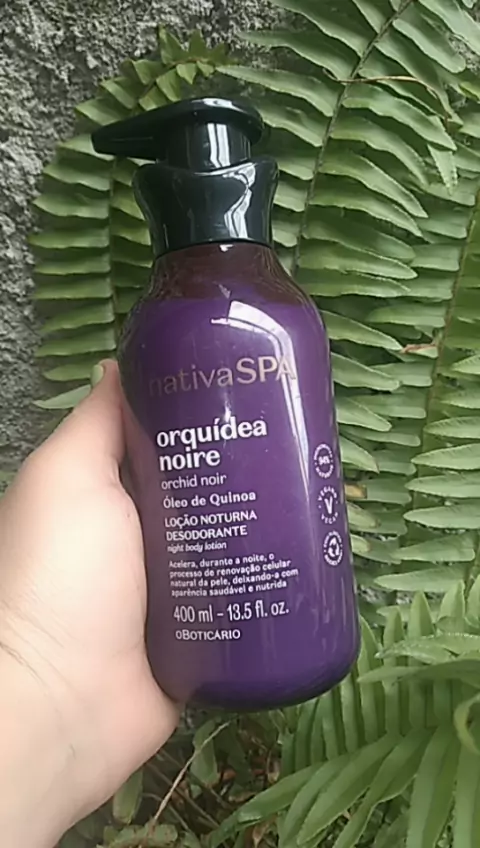 nativaSPA
orquídea
noire
orchid noir
Óleo de Quinoa
LOÇÃO NOTURNA
DESODORANTE
night body lotion
Acelera, durante a noite, o
processo de renovação celular
natural da pele, deixando-a com
aparência saudável e nutrida
400 ml - 13.5 fl. oz.
oBOTICÁRIO
VEGAN
V